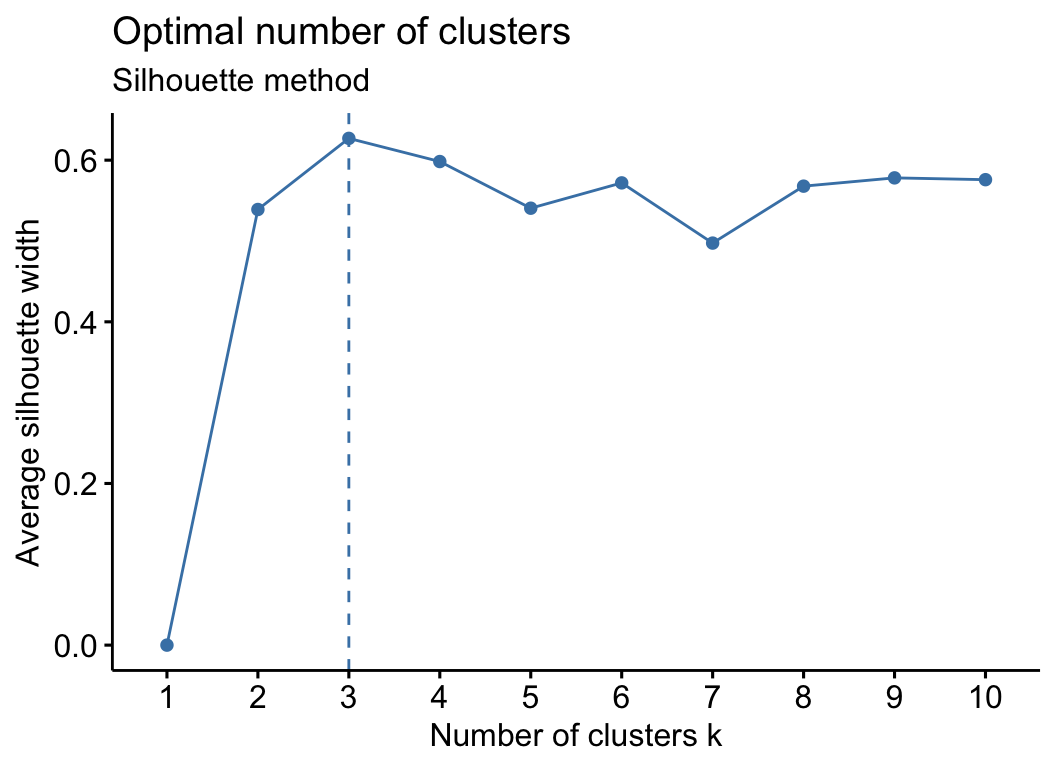 Optimal number of clusters
Silhouette method
Average silhouette width
0.6
0.4
0.2
0.0
1 2 3 4 5 6 7 8 9 10
Number of clusters k